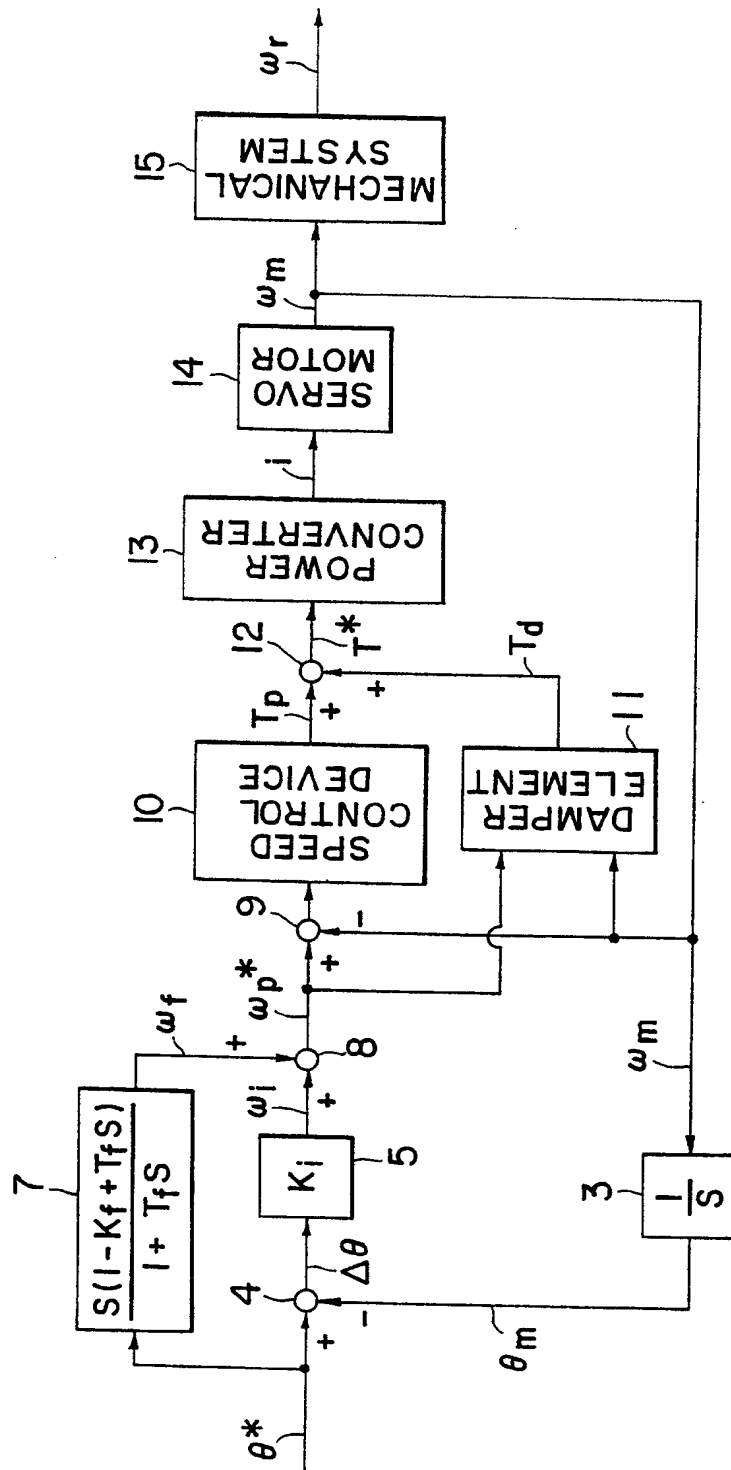 7
S(1-Kf+TfS)
1+TfS
ωf
θ*
+
4
-
Δθ
Ki
5
ωi
+
+
8
ωp*
+
9
-
10
SPEED
CONTROL
DEVICE
Tp
+
12
+
T*
13
POWER
CONVERTER
i
14
SERVO
MOTOR
ωm
15
MECHANICAL
SYSTEM
ωr
Td
DAMPER
ELEMENT
11
θm
3
1
S
ωm